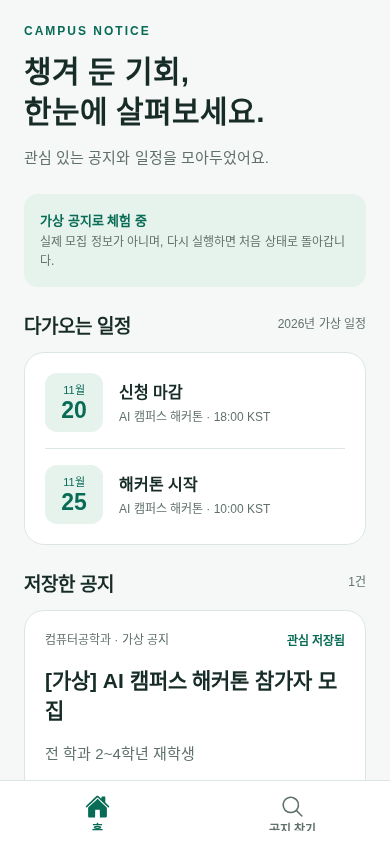 CAMPUS NOTICE
챙겨 둔 기회,
한눈에 살펴보세요.
관심 있는 공지와 일정을 모아두었어요.
가상 공지로 체험 중
실제 모집 정보가 아니며, 다시 실행하면 처음 상태로 돌아갑니
다.
다가오는 일정
2026년 가상 일정
11월
20
신청 마감
AI 캠퍼스 해커톤 · 18:00 KST
11월
25
해커톤 시작
AI 캠퍼스 해커톤 · 10:00 KST
저장한 공지
1건
컴퓨터공학과 · 가상 공지
관심 저장됨
[가상] AI 캠퍼스 해커톤 참가자 모
집
전 학과 2~4학년 재학생
홈
공지 찾기